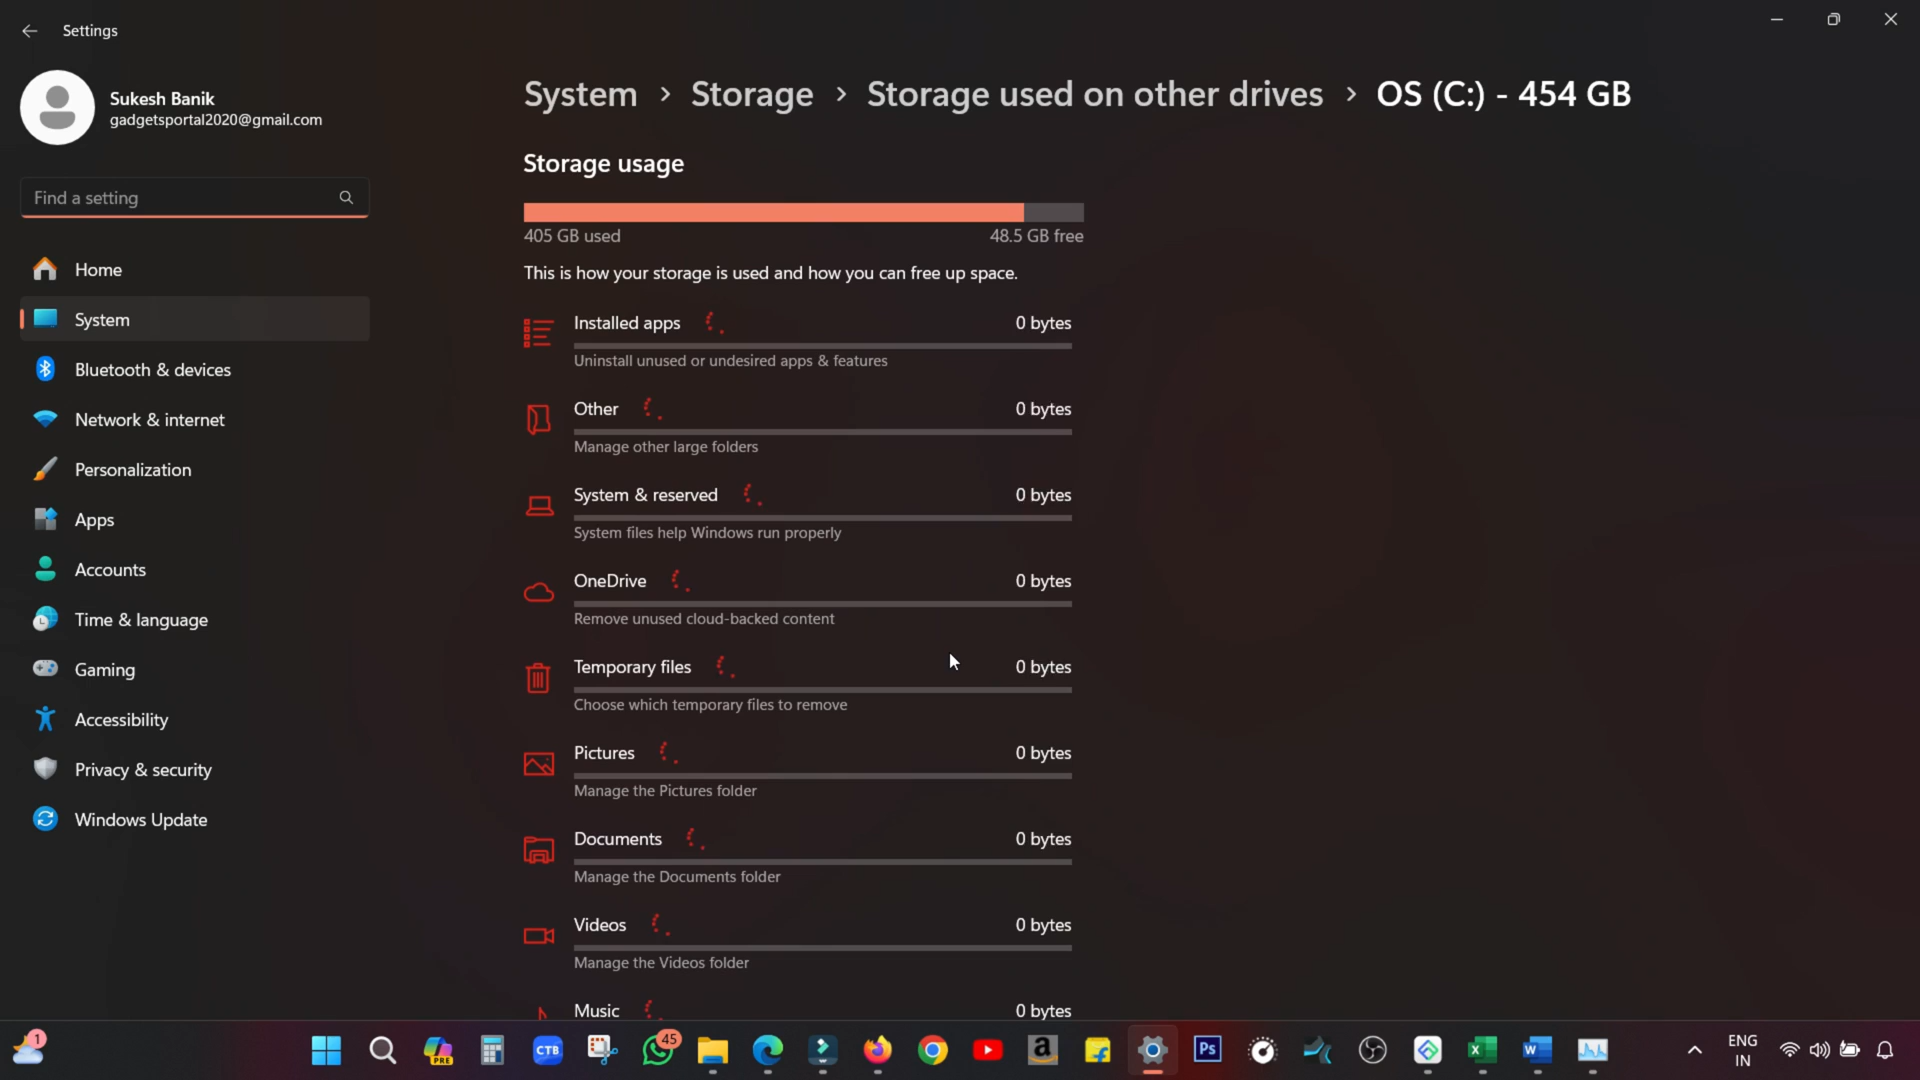 Settings
Sukesh Banik
gadgetsportal2020@gmail.com
Find a setting
Home
System
Bluetooth & devices
Network & internet
Personalization
Apps
Accounts
Time & language
Gaming
Accessibility
Privacy & security
Windows Update
System > Storage > Storage used on other drives > OS (C:) - 454 GB
Storage usage
405 GB used 48.5 GB free
This is how your storage is used and how you can free up space.
Installed apps 0 bytes
Uninstall unused or undesired apps & features
Other 0 bytes
Manage other large folders
System & reserved 0 bytes
System files help Windows run properly
OneDrive 0 bytes
Remove unused cloud-backed content
Temporary files 0 bytes
Choose which temporary files to remove
Pictures 0 bytes
Manage the Pictures folder
Documents 0 bytes
Manage the Documents folder
Videos 0 bytes
Manage the Videos folder
Music 0 bytes
1
PRE
CTB
45
a
Ps
X
W
ENG
IN